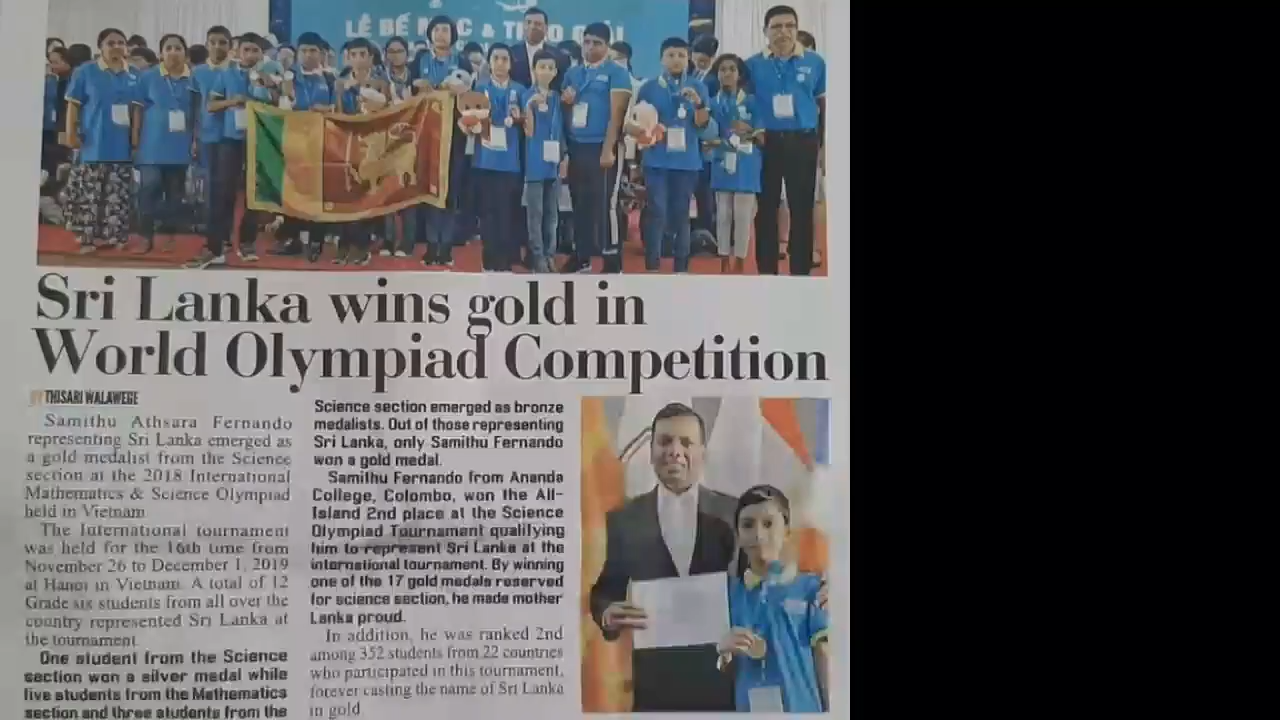 LÊ BẾ
Sri Lanka wins gold in
World Olympiad Competition
BY THISARI WALAWEGE
Samithu Athsara Fernando
representing Sri Lanka emerged as
a gold medalist from the Science
section at the 2018 International
Mathematics & Science Olympiad
held in Vietnam.
The International tournament
was held for the 16th time from
November 26 to December 1, 2019
at Hanoi in Vietnam. A total of 12
Grade six students from all over the
country represented Sri Lanka at
the tournament.
One student from the Science
section won a silver medal while
five students from the Mathematics
section and three students from the
Science section emerged as bronze
medalists. Out of those representing
Sri Lanka, only Samithu Fernando
won a gold medal.
Samithu Fernando from Ananda
College, Colombo, won the All-
Island 2nd place at the Science
Olympiad Tournament qualifying
him to represent Sri Lanka at the
international tournament. By winning
one of the 17 gold medals reserved
for science section, he made mother
Lanka proud.
In addition, he was ranked 2nd
among 352 students from 22 countries
who participated in this tournament,
forever casting the name of Sri Lanka
in gold.